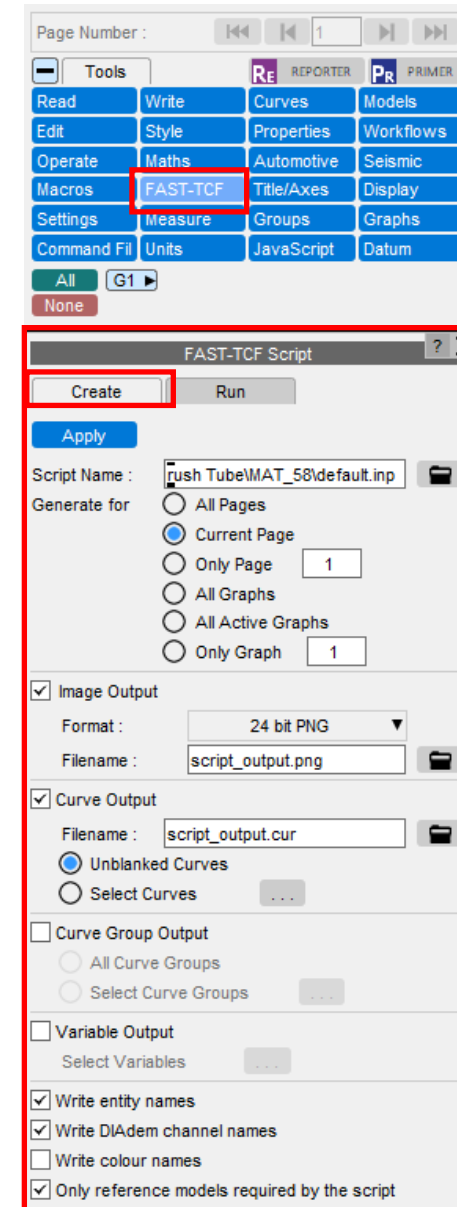 Page Number : 1
Tools RE REPORTER PR PRIMER
Read Write Curves Models
Edit Style Properties Workflows
Operate Maths Automotive Seismic
Macros FAST-TCF Title/Axes Display
Settings Measure Groups Graphs
Command Fil Units JavaScript Datum
All G1
None
FAST-TCF Script ?
Create Run
Apply
Script Name : rush Tube\MAT_58\default.inp
Generate for All Pages
Current Page
Only Page 1
All Graphs
All Active Graphs
Only Graph 1
Image Output
Format : 24 bit PNG
Filename : script_output.png
Curve Output
Filename : script_output.cur
Unblanked Curves
Select Curves ...
Curve Group Output
All Curve Groups
Select Curve Groups ...
Variable Output
Select Variables ...
Write entity names
Write DIAdem channel names
Write colour names
Only reference models required by the script